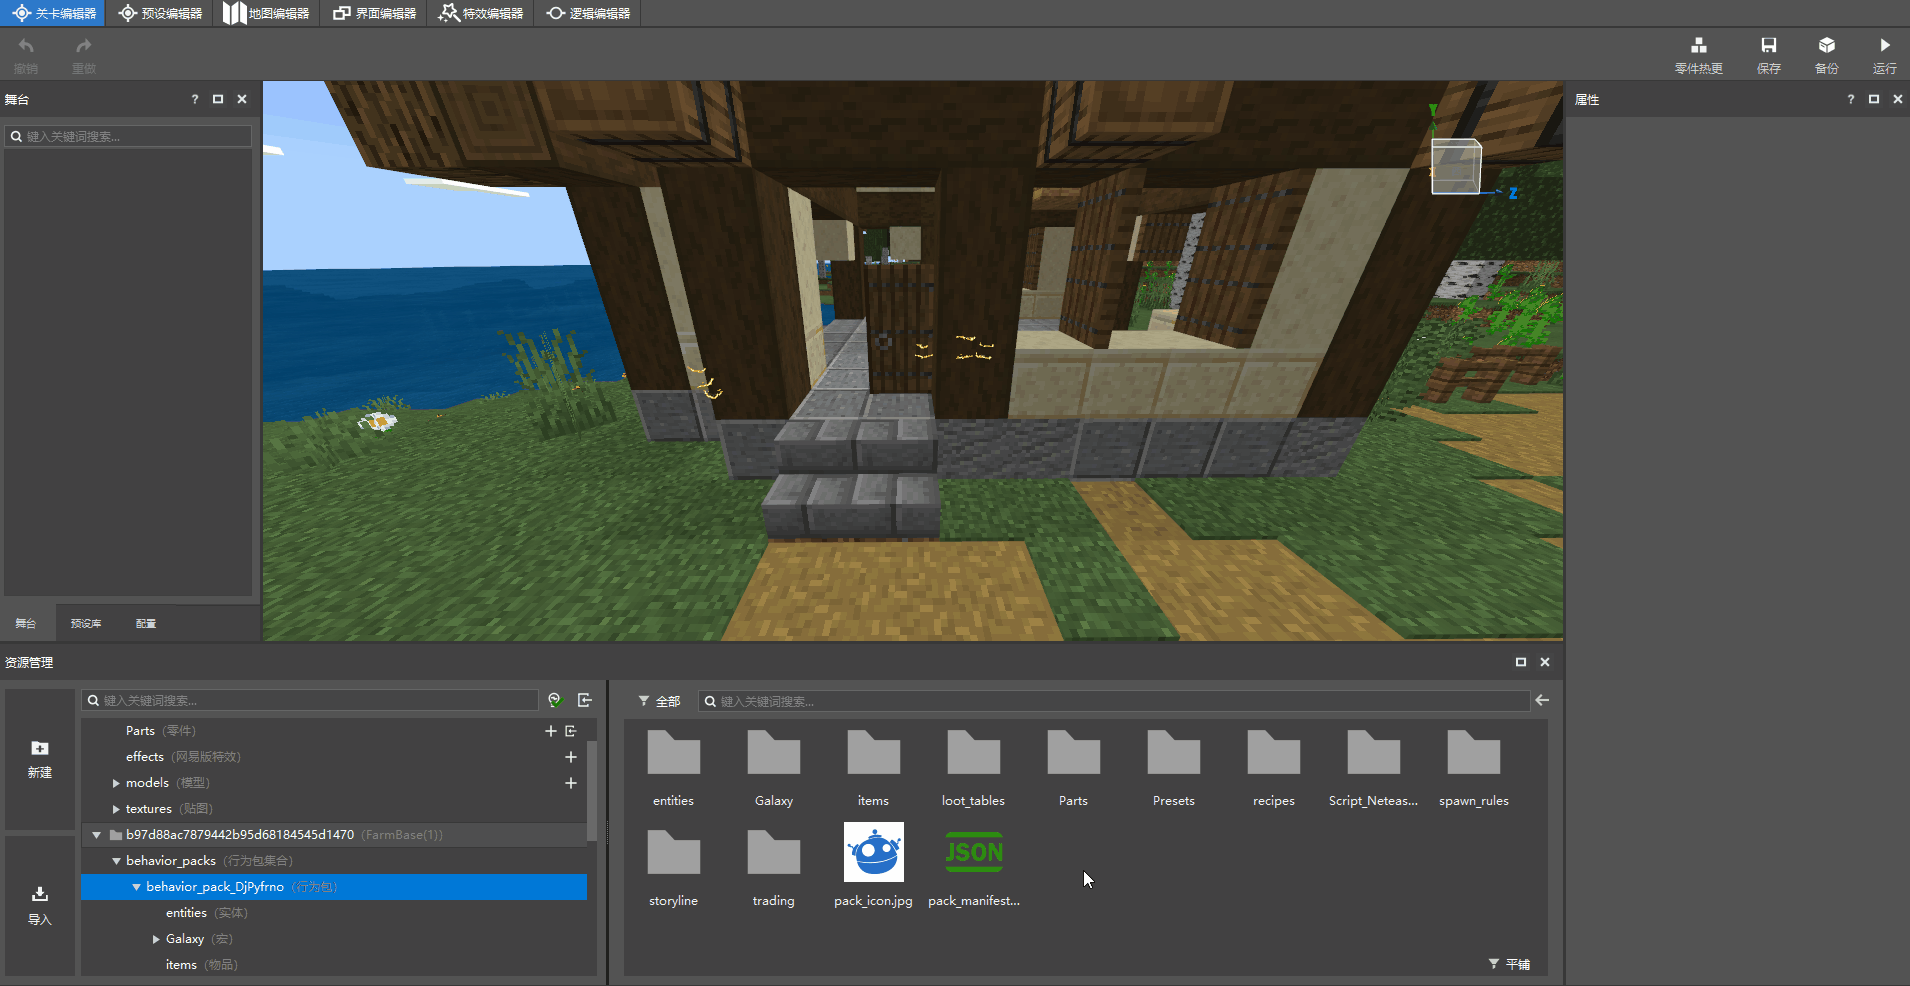 关卡编辑器
预设编辑器
地图编辑器
界面编辑器
特效编辑器
逻辑编辑器
撤销
重做
零件热更
保存
备份
运行
舞台
?
键入关键词搜索...
Y
X
Z
属性
?
舞台
预设库
配置
资源管理
新建
导入
键入关键词搜索...
Parts (零件)
effects (网易版特效)
models (模型)
textures (贴图)
b97d88ac7879442b95d68184545d1470 (FarmBase(1))
behavior_packs (行为包集合)
behavior_pack_DjPyfrno (行为包)
entities (实体)
Galaxy (宏)
items (物品)
全部
键入关键词搜索...
entities
Galaxy
items
loot_tables
Parts
Presets
recipes
Script_Neteas...
spawn_rules
JSON
storyline
trading
pack_icon.jpg
pack_manifest...
平铺